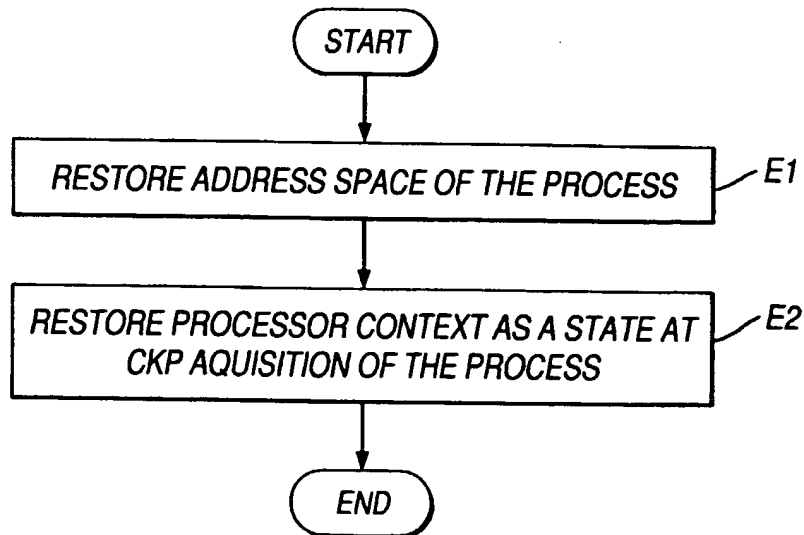 START
RESTORE ADDRESS SPACE OF THE PROCESS
E1
RESTORE PROCESSOR CONTEXT AS A STATE AT
CKP AQUISITION OF THE PROCESS
E2
END